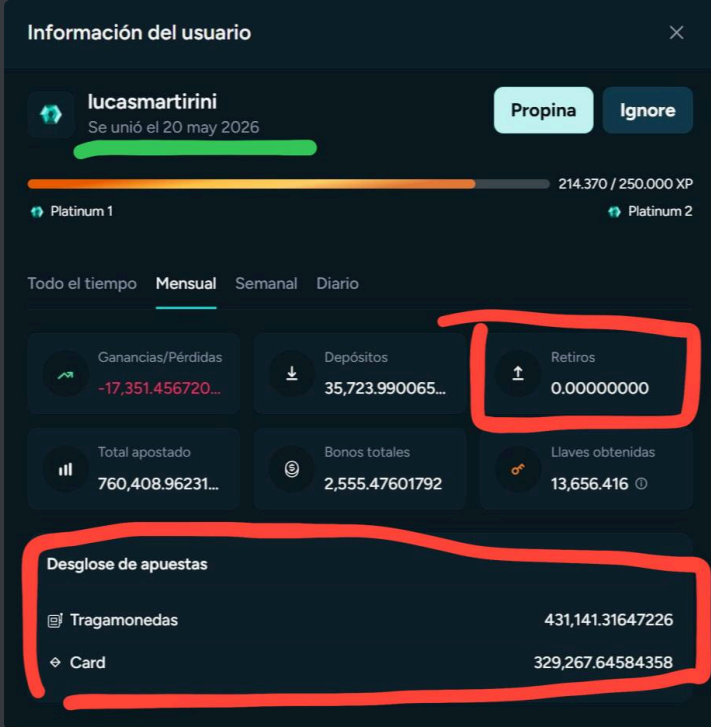 Información del usuario
lucasmartirini
Se unió el 20 may 2026
Propina
Ignore
214.370 / 250.000 XP
Platinum 1
Platinum 2
Todo el tiempo Mensual Semanal Diario
Ganancias/Pérdidas
-17,351.456720...
Depósitos
35,723.990065...
Retiros
0.00000000
Total apostado
760,408.96231...
Bonos totales
2,555.47601792
Llaves obtenidas
13,656.416
Desglose de apuestas
Tragamonedas 431,141.31647226
Card 329,267.64584358